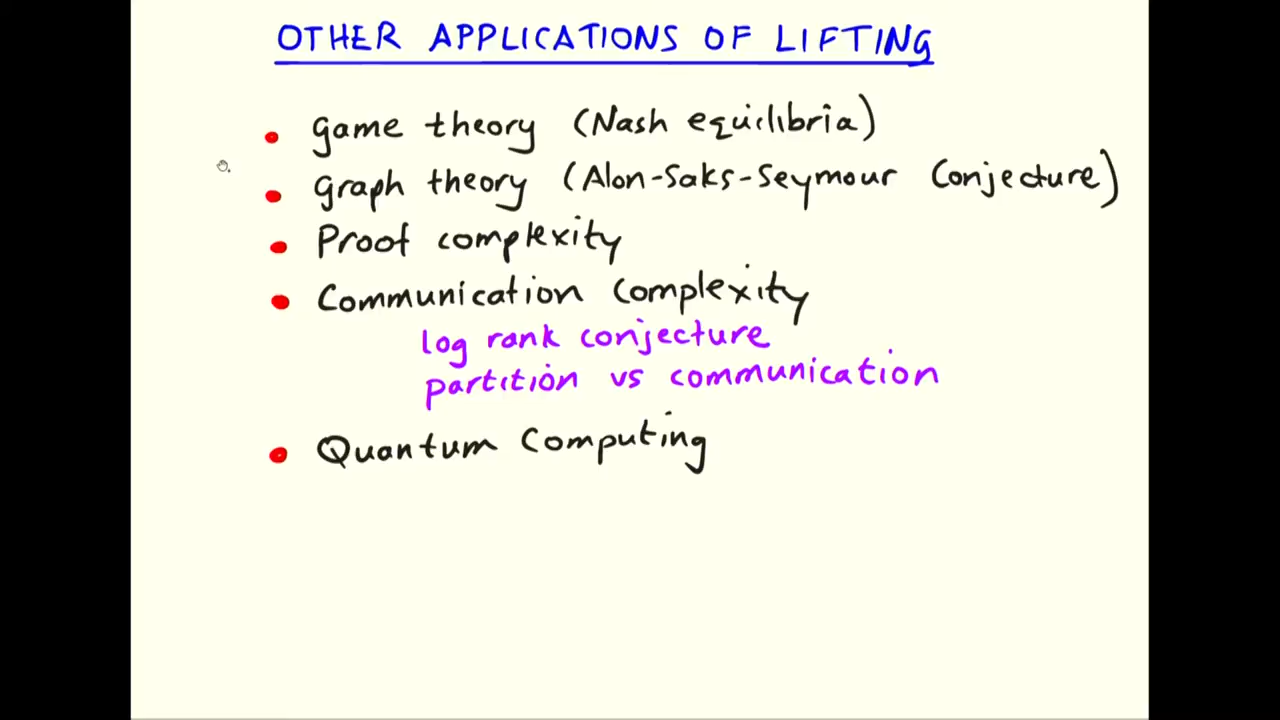 OTHER APPLICATIONS OF LIFTING
• game theory (Nash equilibria)
• graph theory (Alon-Saks-Seymour Conjecture)
• Proof complexity
• Communication complexity
log rank conjecture
partition vs communication
• Quantum Computing